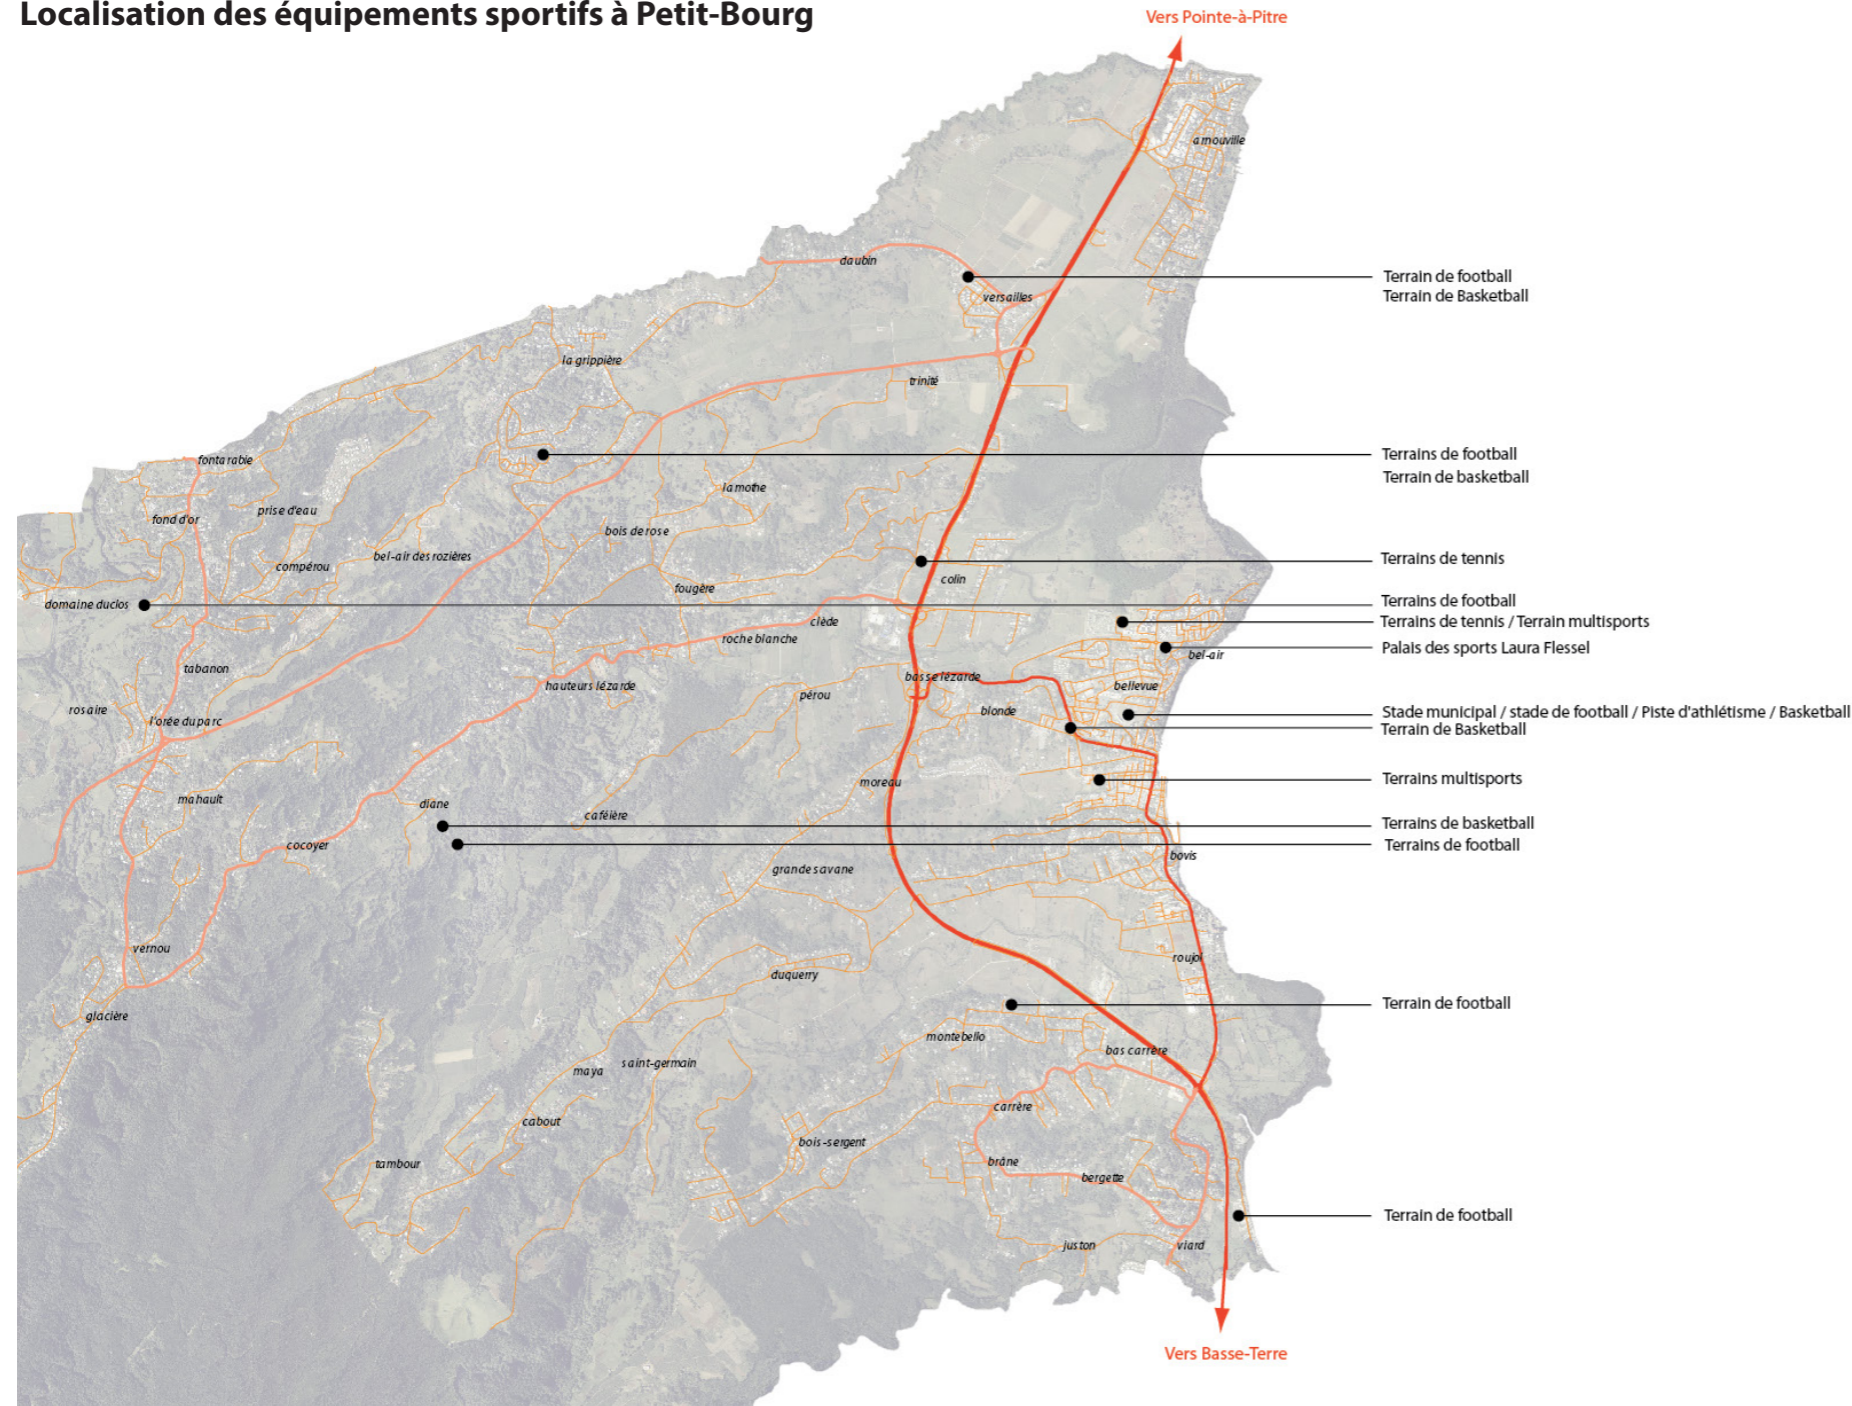 Localisation des équipements sportifs à Petit-Bourg
Vers Pointe-à-Pitre
arnouville
daubin
Terrain de football
versailles
Terrain de Basketball
la grippière
trinité
fontarabie
Terrains de football
Terrain de basketball
lamothe
prise d'eau
fond d'or
bois de rose
bel-air des rozières
Terrains de tennis
compérou
colin
fougère
domaine duclos
Terrains de football
clède
Terrains de tennis / Terrain multisports
roche blanche
Palais des sports Laura Flessel
bel-air
tabanon
basse lézarde
hauteurs lézarde
bellevue
pérou
rosaire
blonde
Stade municipal / stade de football / Piste d'athlétisme / Basketball
l'orée du parc
Terrain de Basketball
Terrains multisports
moreau
mahault
diane
caféière
Terrains de basketball
cocoyer
Terrains de football
bovis
grande savane
vernou
roujol
duquerry
Terrain de football
glacière
montebello
bas carrère
saint-germain
maya
carrère
cabout
bois-sergent
brâne
tambour
bergette
Terrain de football
juston
viard
Vers Basse-Terre